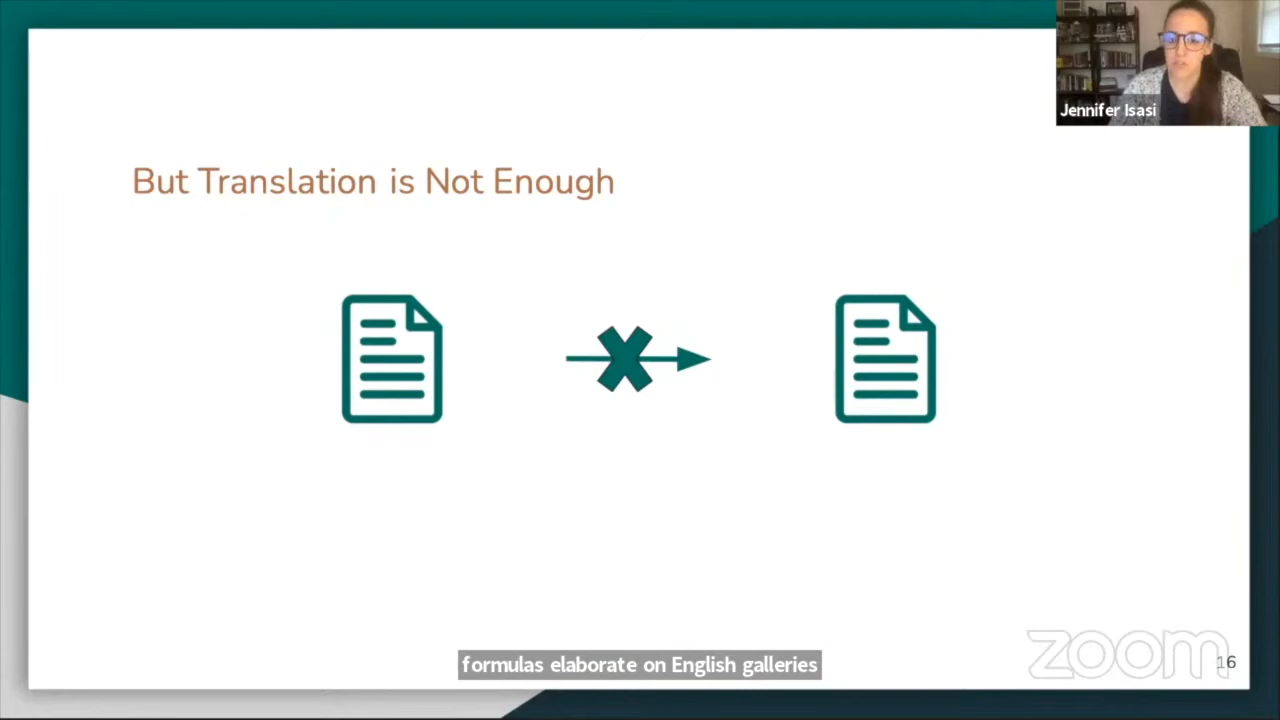 Jennifer Isasi
But Translation is Not Enough
formulas elaborate on English galleries
zoom
16